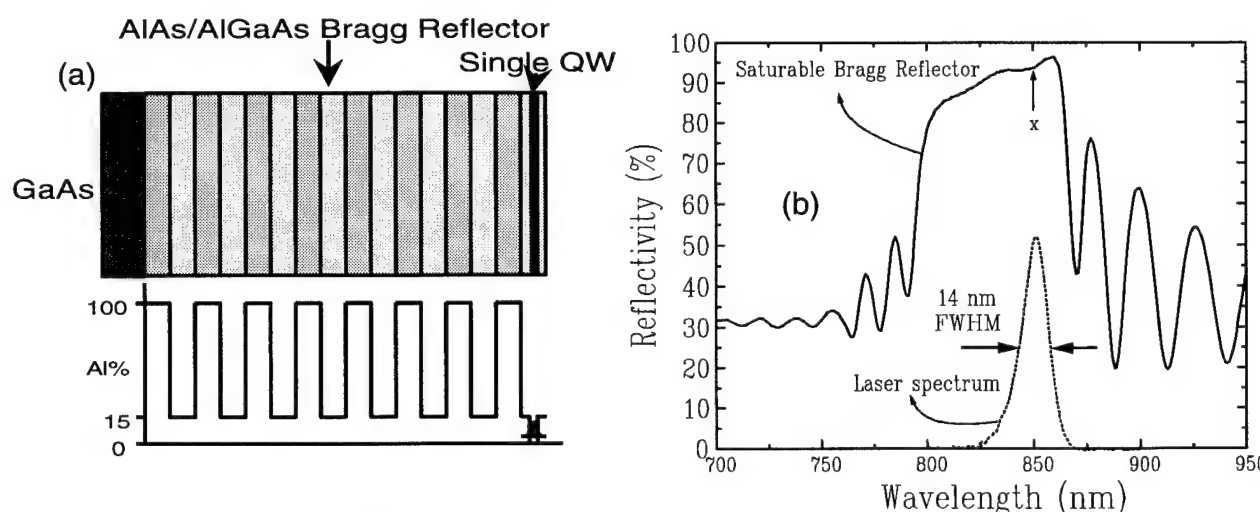 AlAs/AlGaAs Bragg Reflector
(a)
Single QW
GaAs
100
Al%
15
0
100
90
80
70
60
50
40
30
20
10
0
Reflectivity (%)
Saturable Bragg Reflector
x
(b)
14 nm
FWHM
Laser spectrum
700
750
800
850
900
950
Wavelength (nm)